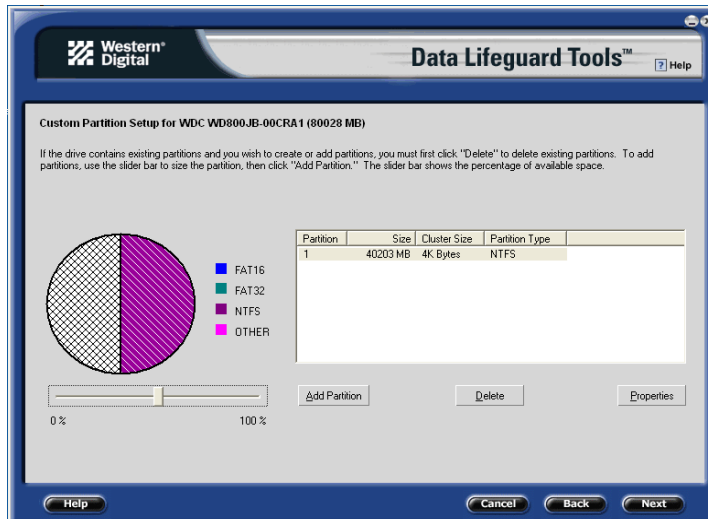 Western®
Digital
Data Lifeguard Tools™
? Help
Custom Partition Setup for WDC WD800JB-00CRA1 (80028 MB)
If the drive contains existing partitions and you wish to create or add partitions, you must first click "Delete" to delete existing partitions. To add
partitions, use the slider bar to size the partition, then click "Add Partition." The slider bar shows the percentage of available space.
FAT16
FAT32
NTFS
OTHER
Partition Size Cluster Size Partition Type
1 40203 MB 4K Bytes NTFS
0 % 100 %
Add Partition Delete Properties
Help Cancel Back Next